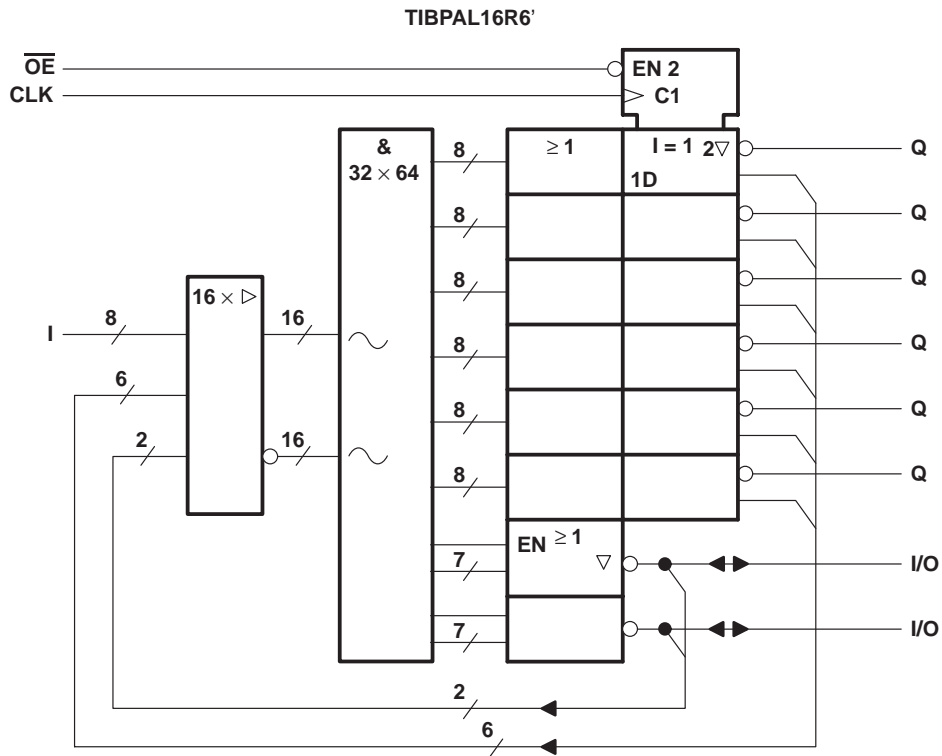 TIBPAL16R6’
OE
EN 2
CLK
C1
&
32 × 64
8
≥ 1
I = 1
2▽
Q
1D
8
Q
8
Q
16 × ▷
I
8
16
8
Q
6
8
Q
2
16
8
Q
EN
≥ 1
▽
7
I/O
7
I/O
2
6